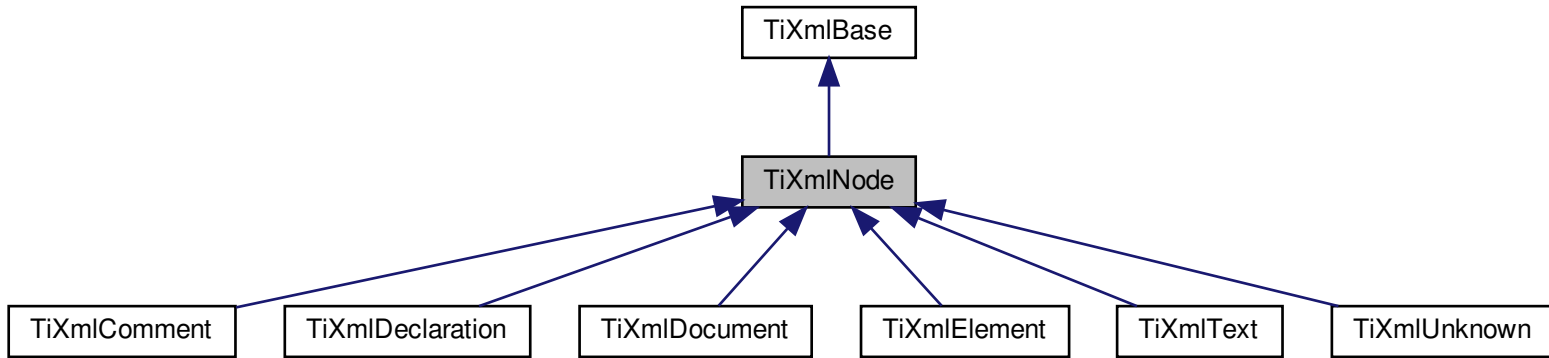 TiXmlBase
TiXmlNode
TiXmlComment
TiXmlDeclaration
TiXmlDocument
TiXmlElement
TiXmlText
TiXmlUnknown